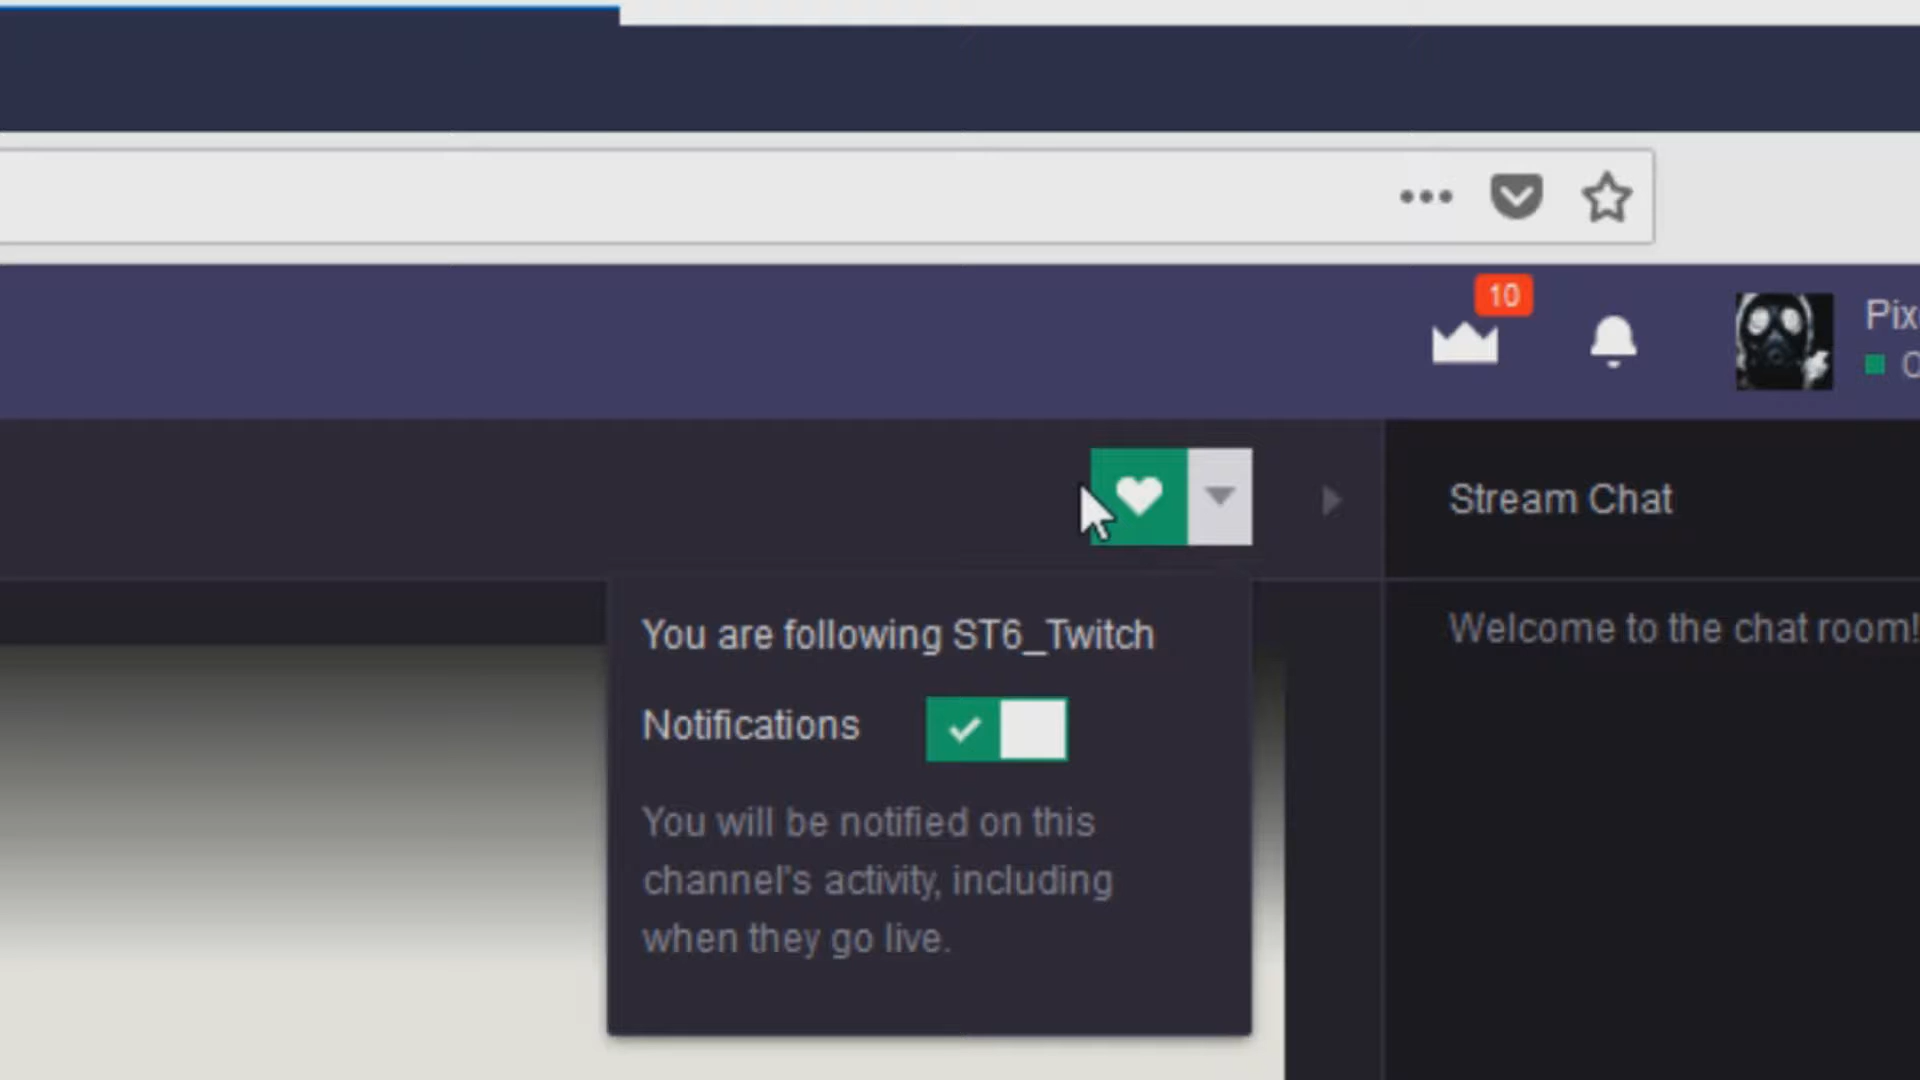 10
Stream Chat
You are following ST6_Twitch
Welcome to the chat room!
Notifications
You will be notified on this
channel's activity, including
when they go live.